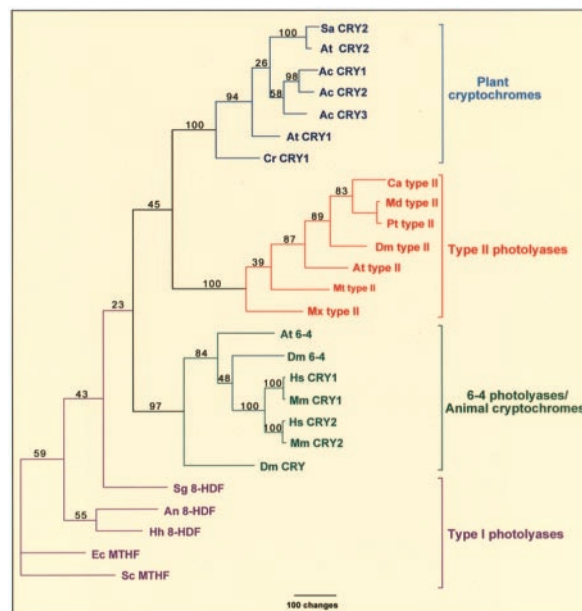 100
Sa CRY2
At CRY2
26
98
Ac CRY1
Ac CRY2
58
Ac CRY3
94
At CRY1
100
Cr CRY1
Plant
cryptochromes
45
83
Ca type II
Md type II
Pt type II
89
87
Dm type II
39
At type II
Mt type II
100
Mx type II
Type II photolyases
23
At 6-4
84
Dm 6-4
48
100
Hs CRY1
Mm CRY1
100
100
Hs CRY2
Mm CRY2
97
Dm CRY
6-4 photolyases/
Animal cryptochromes
43
Sg 8-HDF
59
An 8-HDF
55
Hh 8-HDF
Ec MTHF
Sc MTHF
Type I photolyases
100 changes